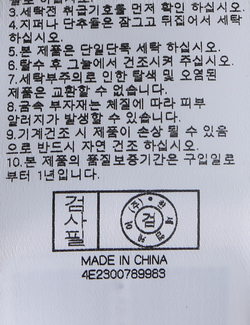 3.세탁전 취급기호를 먼저 확인 하십시오.
4.지퍼나 단추들은 잠그고 뒤집어서 세탁
하십시오.
5.본 제품은 단일단독 세탁 하십시오.
6.탈수 후 그늘에서 건조시켜 주십시오.
7.세탁부주의로 인한 탈색 및 오염된
제품은 교환할 수 없습니다.
8.금속 부자재는 체질에 따라 피부
알러지가 발생할 수 있습니다.
9.기계건조 시 제품이 손상 될 수 있음
으로 반드시 자연 건조 하십시오.
10.본 제품의 품질보증기간은 구입일로
부터 1년입니다.
검사필
검
(주)
MADE IN CHINA
4E2300789983